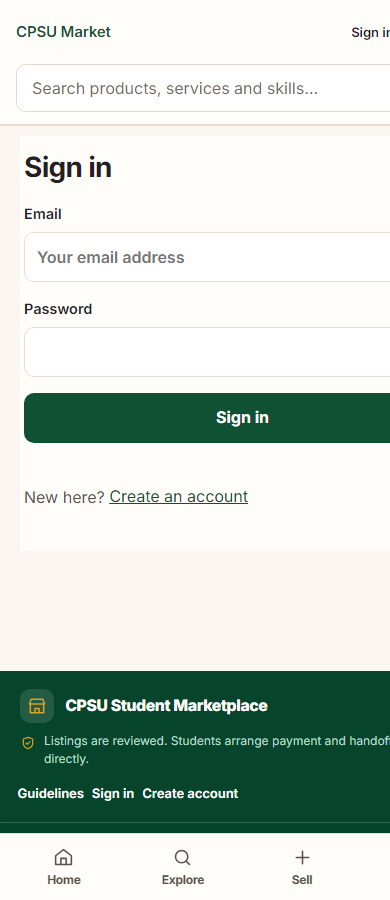 CPSU Market
Sign in
Search products, services and skills...
Sign in
Email
Your email address
Password
Sign in
New here? Create an account
CPSU Student Marketplace
Listings are reviewed. Students arrange payment and handoff
directly.
Guidelines Sign in Create account
Home Explore Sell